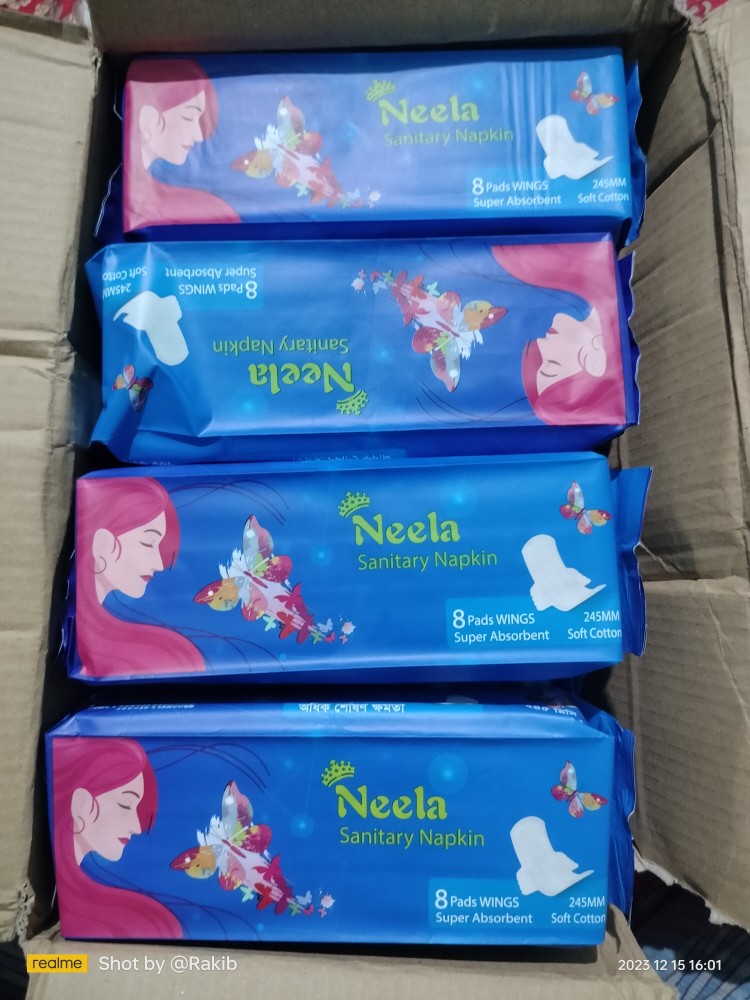 Neela
Sanitary Napkin
8 Pads WINGS
Super Absorbent
245MM
Soft Cotton
245MM
Soft Cotto
8 Pads WINGS
Super Absorbent
Neela
Sanitary Napkin
Neela
Sanitary Napkin
8 Pads WINGS
Super Absorbent
245MM
Soft Cotton
অধিক শোষণ ক্ষমতা
Neela
Sanitary Napkin
8 Pads WINGS
Super Absorbent
245MM
Soft Cotton
realme Shot by @Rakib
2023 12 15 16:01